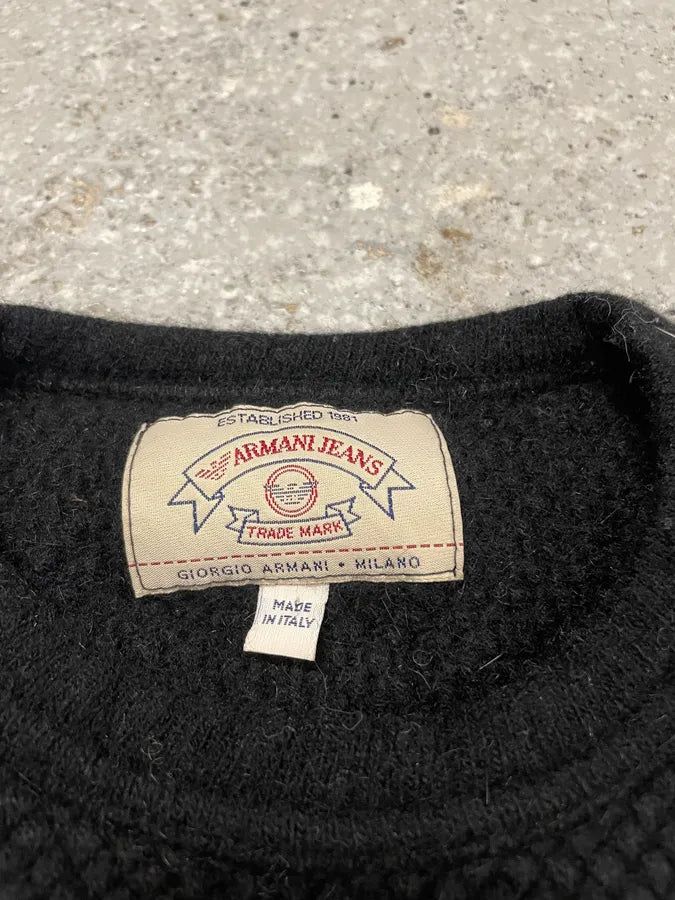 ESTABLISHED 1981
ARMANI JEANS
TRADE MARK
GIORGIO ARMANI • MILANO
MADE
IN ITALY